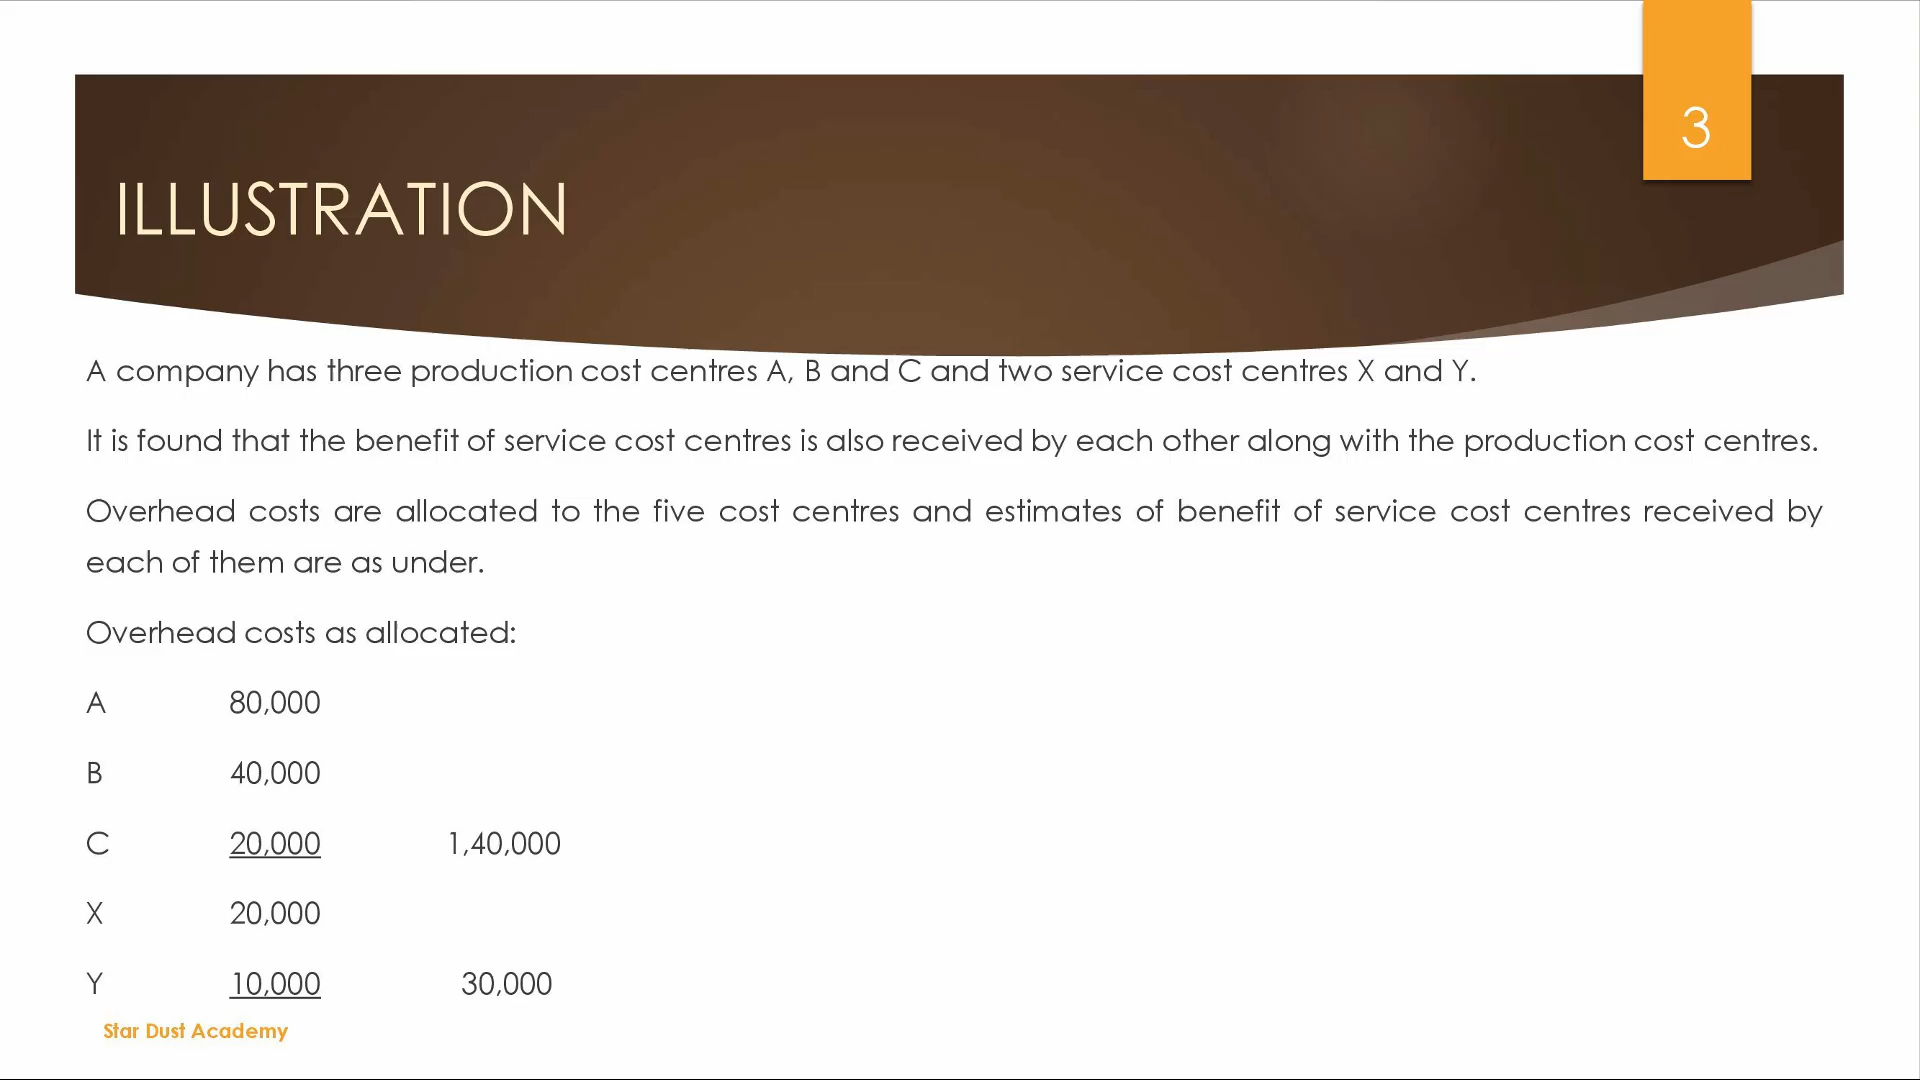 3
ILLUSTRATION
A company has three production cost centres A, B and C and two service cost centres X and Y.
It is found that the benefit of service cost centres is also received by each other along with the production cost centres.
Overhead costs are allocated to the five cost centres and estimates of benefit of service cost centres received by
each of them are as under.
Overhead costs as allocated:
A 80,000
B 40,000
C 20,000 1,40,000
X 20,000
Y 10,000 30,000
Star Dust Academy